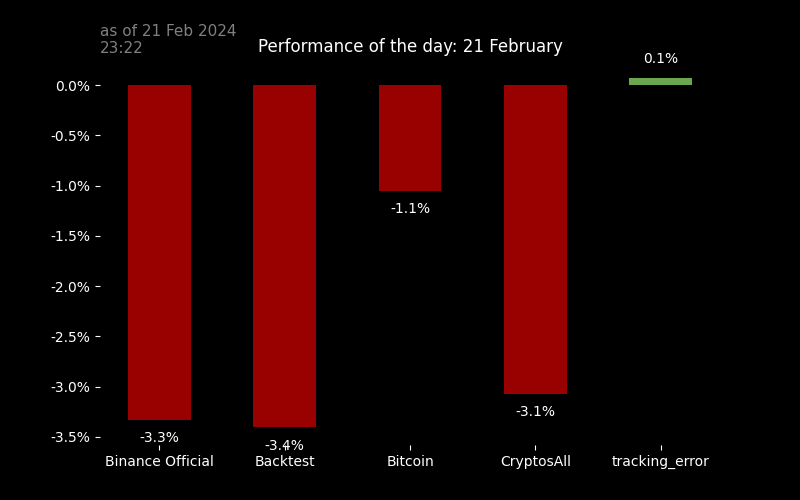 as of 21 Feb 2024
23:22
Performance of the day: 21 February
0.1%
0.0%
-0.5%
-1.0%
-1.1%
-1.5%
-2.0%
-2.5%
-3.0%
-3.1%
-3.5%
-3.3%
-3.4%
Binance Official
Backtest
Bitcoin
CryptosAll
tracking_error